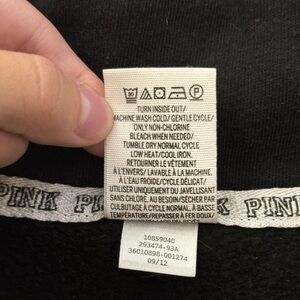 30
P
TURN INSIDE OUT/
MACHINE WASH COLD/GENTLE CYCLE/
ONLY NON-CHLORINE
BLEACH WHEN NEEDED/
TUMBLE DRY NORMAL CYCLE
LOW HEAT/COOL IRON.
RETOURNER LE VÊTEMENT
À L'ENVERS/LAVABLE À LA MACHINE.
À L'EAU FROIDE/CYCLE DÉLICAT/
UTILISER UNIQUEMENT DU JAVELLISANT
SANS CHLORE, AU BESOIN/SÉCHER PAR
CULBUTAGE À CYCLE NORMAL, À BASSE
TEMPÉRATURE/REPASSER À FER DOUX/
PINK P K PINK
10859040
293474-93A
36010898-001274
09/12